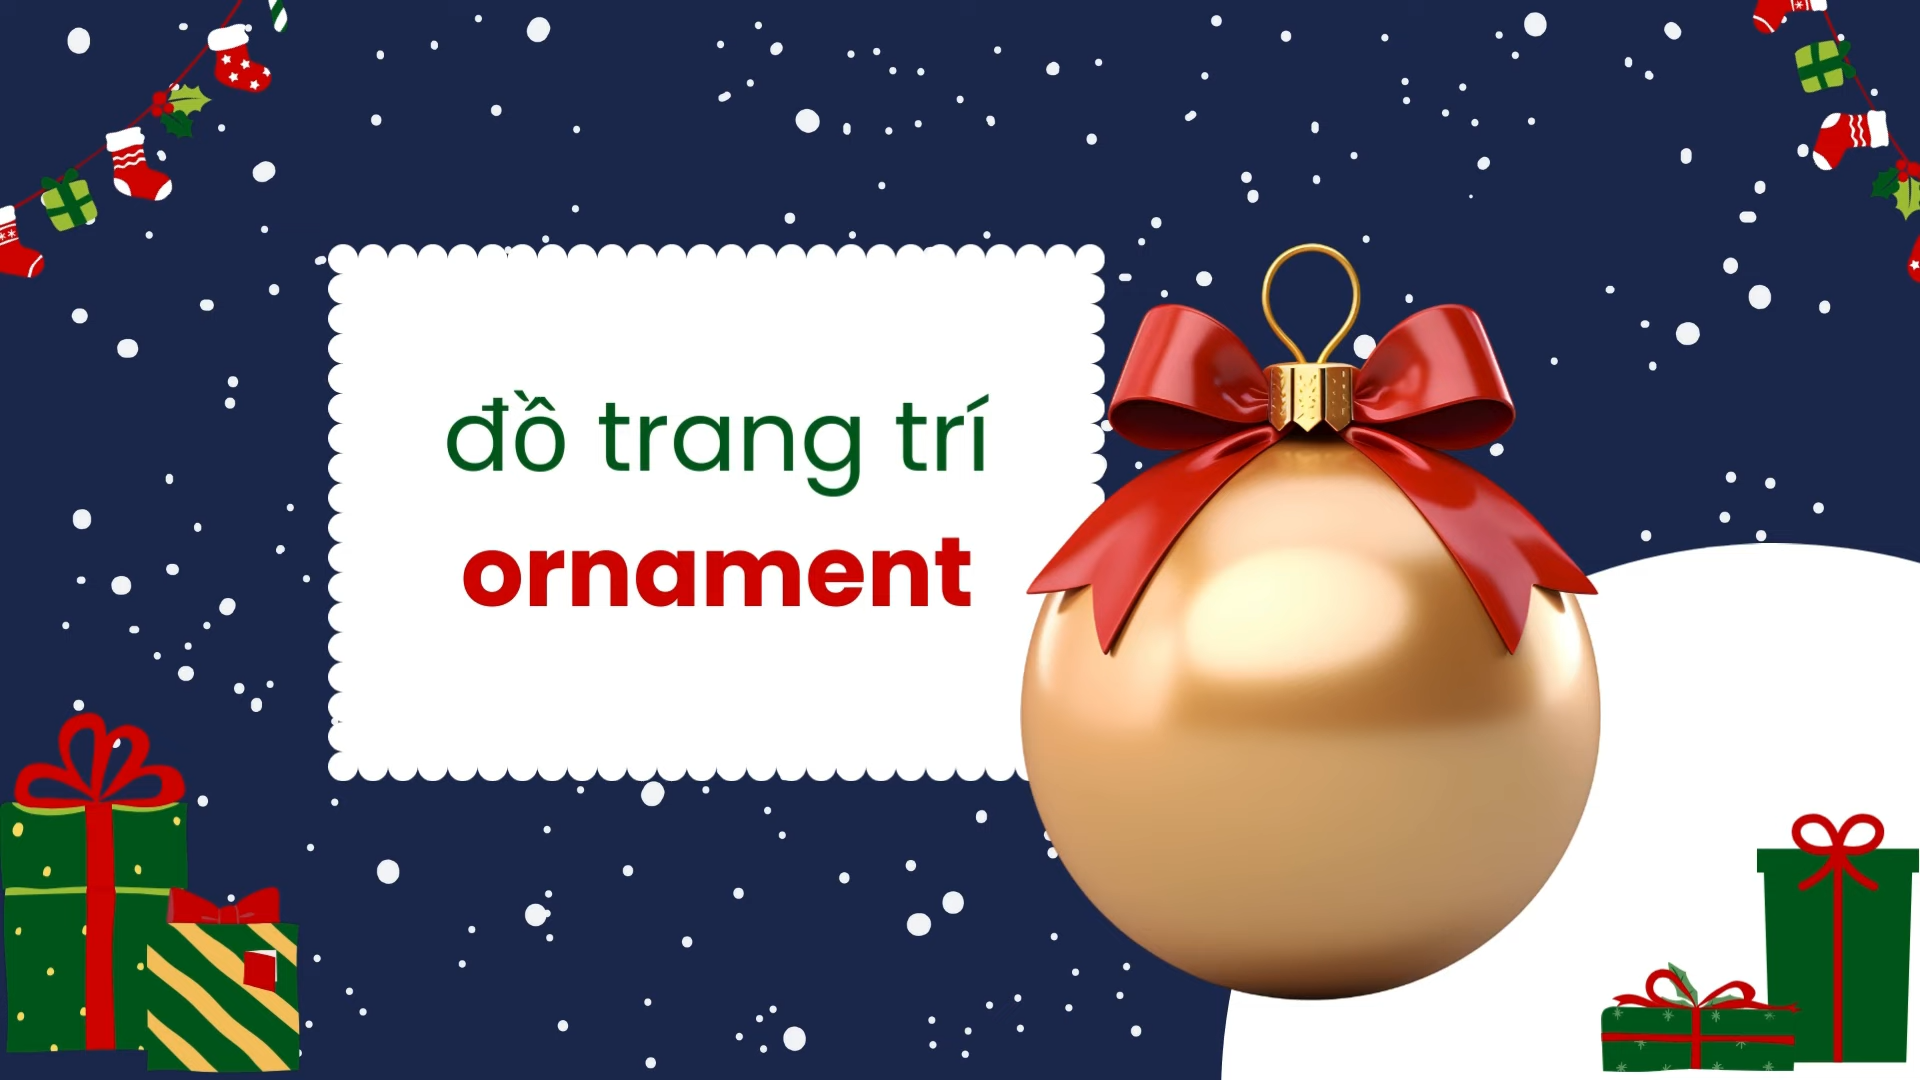 đồ trang trí
ornament